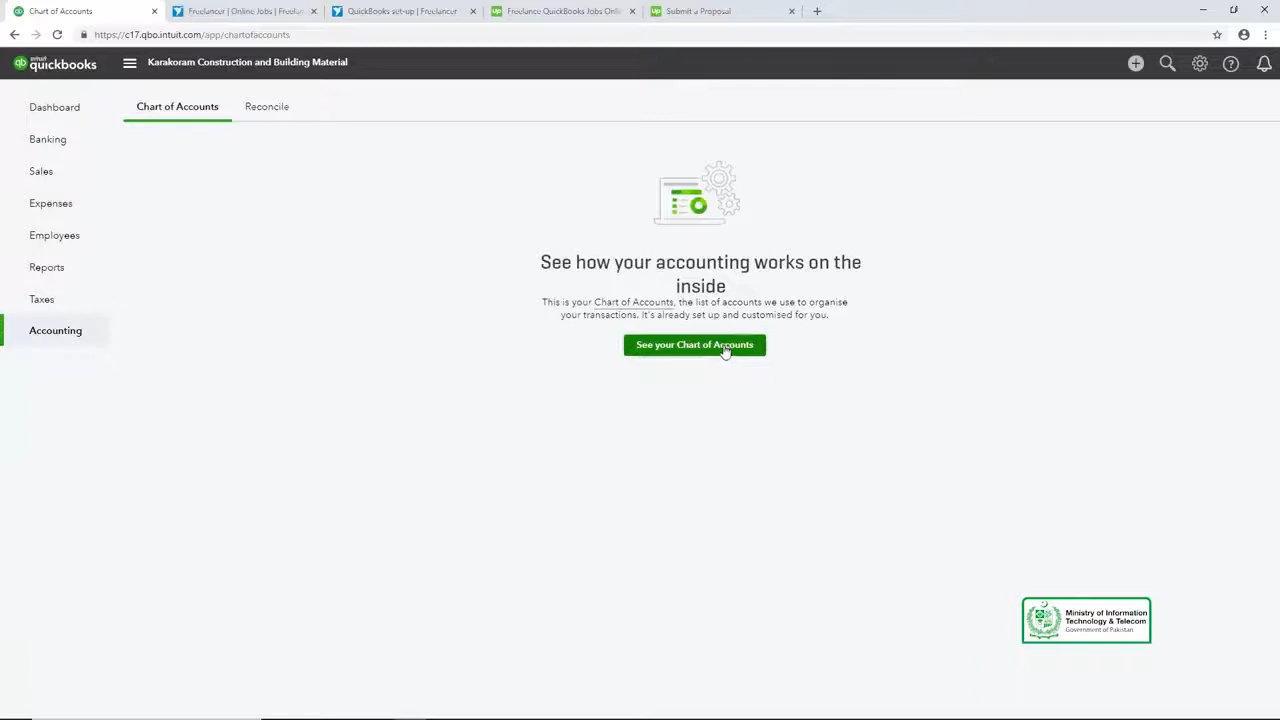 Chart of Accounts
Freelancer | Online Jobs | Freelan
QuickBooks set-up | Freelancer
Freelance QuickBooks Jobs Onli
Submit a Proposal
https://c17.qbo.intuit.com/app/chartofaccounts
intuit quickbooks
Karakoram Construction and Building Material
Dashboard
Banking
Sales
Expenses
Employees
Reports
Taxes
Accounting
Chart of Accounts
Reconcile
See how your accounting works on the
inside
This is your Chart of Accounts, the list of accounts we use to organise
your transactions. It's already set up and customised for you.
See your Chart of Accounts
Ministry of Information
Technology & Telecom
Government of Pakistan